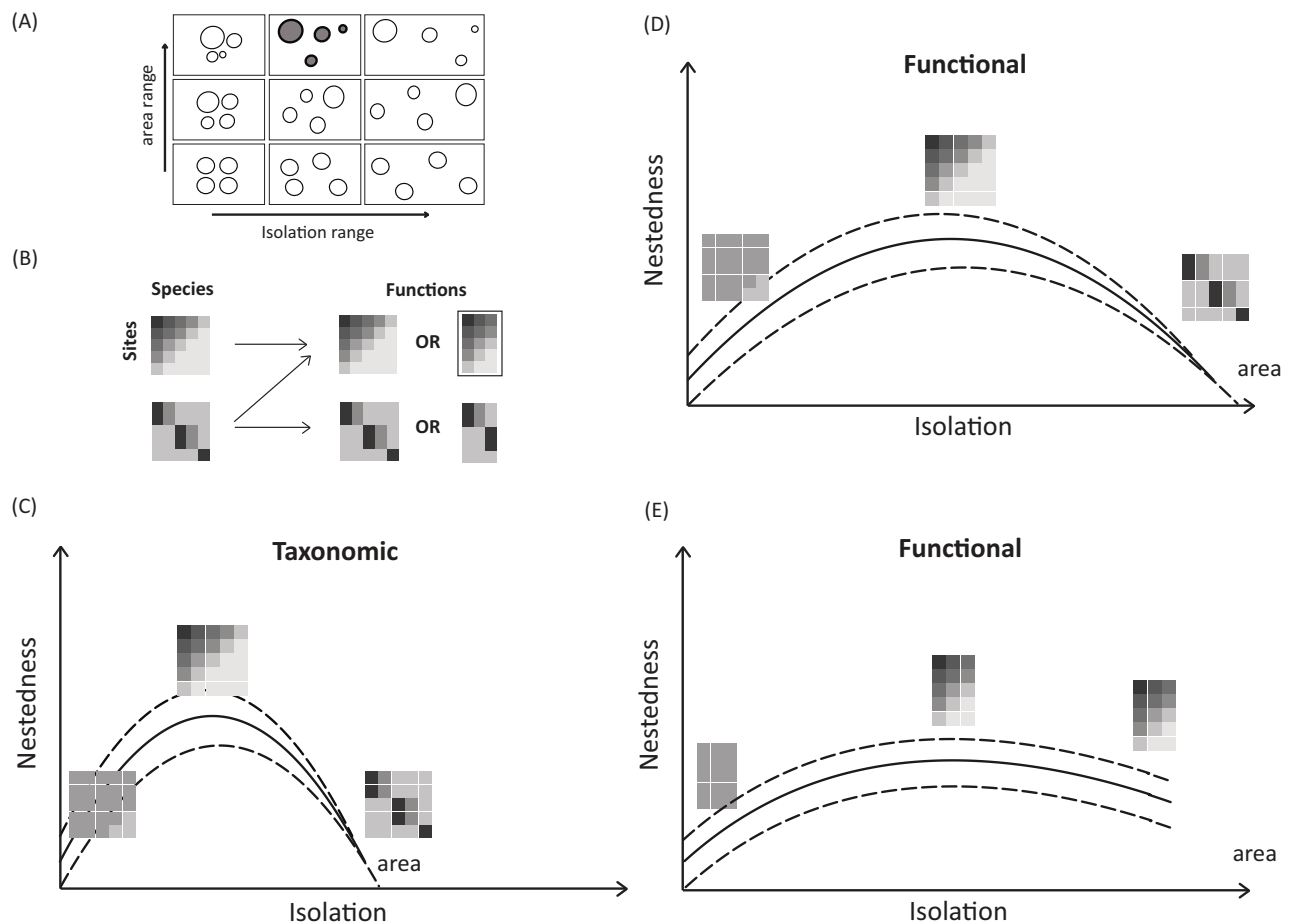 (A)
area range
Isolation range
(B)
Species
Functions
Sites
OR
OR
(C)
Taxonomic
Nestedness
area
Isolation
(D)
Functional
Nestedness
area
Isolation
(E)
Functional
Nestedness
area
Isolation